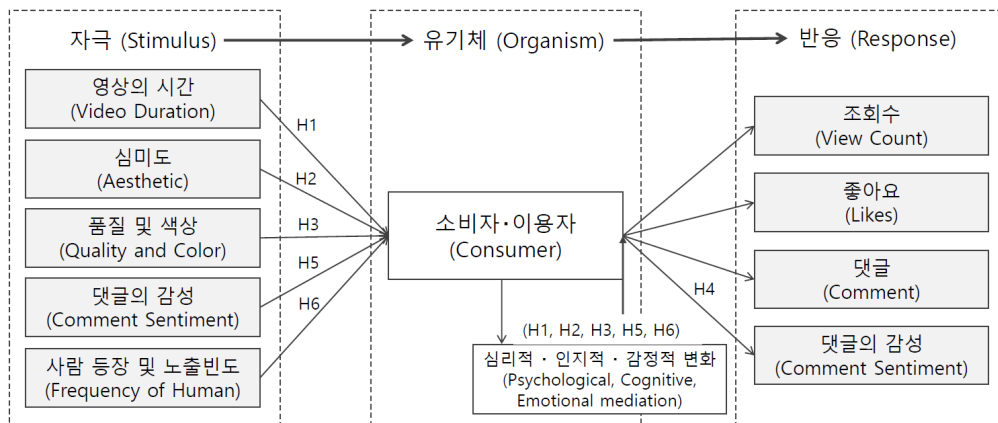 자극 (Stimulus)
유기체 (Organism)
반응 (Response)
영상의 시간
(Video Duration)
심미도
(Aesthetic)
품질 및 색상
(Quality and Color)
댓글의 감성
(Comment Sentiment)
사람 등장 및 노출빈도
(Frequency of Human)
H1
H2
H3
H5
H6
소비자·이용자
(Consumer)
(H1, H2, H3, H5, H6)
심리적・인지적・감정적 변화
(Psychological, Cognitive,
Emotional mediation)
H4
조회수
(View Count)
좋아요
(Likes)
댓글
(Comment)
댓글의 감성
(Comment Sentiment)